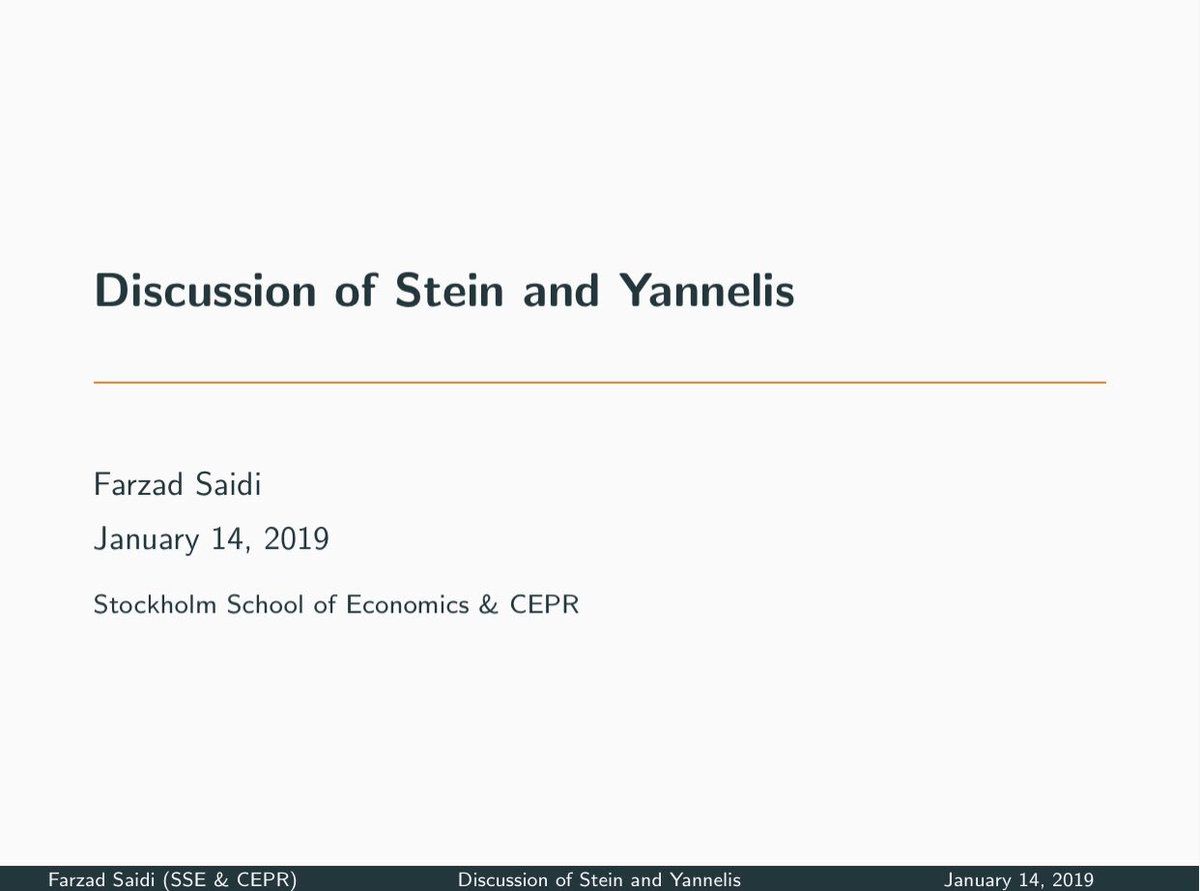 Discussion of Stein and Yannelis
Farzad Saidi
January 14, 2019
Stockholm School of Economics & CEPR
Farzad Saidi (SSE & CEPR)
Discussion of Stein and Yannelis
January 14, 2019